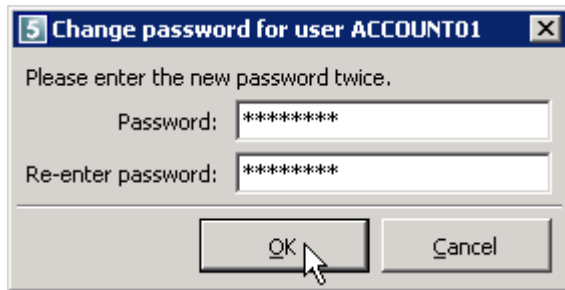 5 Change password for user ACCOUNT01
Please enter the new password twice.
Password: ********
Re-enter password: ********
OK Cancel